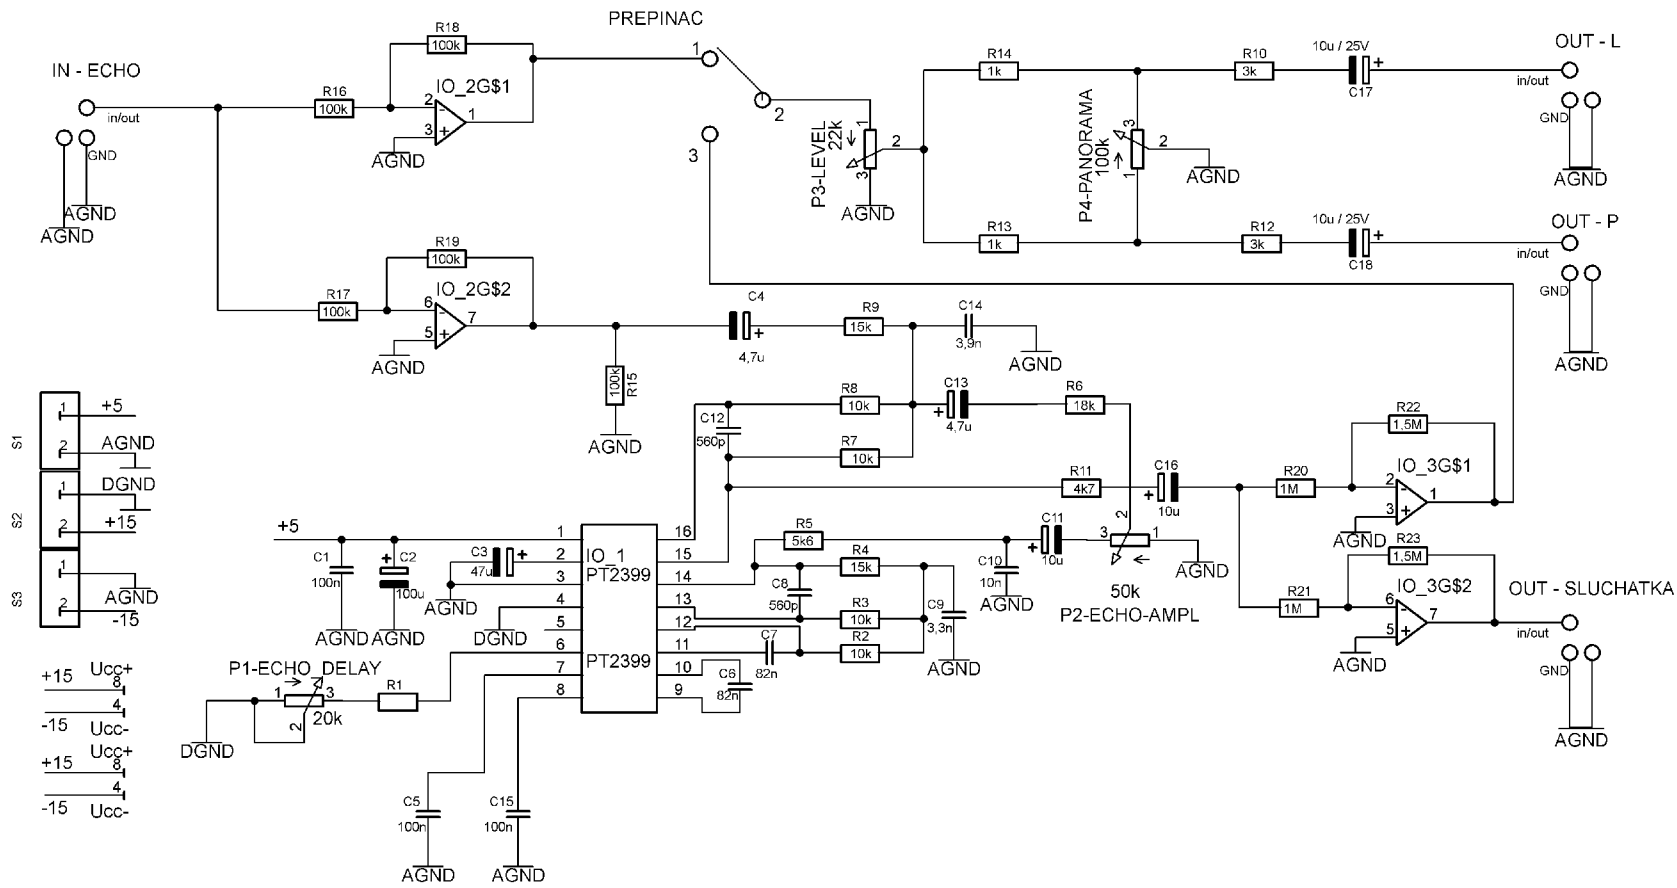 PREPINAC
IN - ECHO
in/out
GND
AGND
AGND
R16
100k
R18
100k
IO_2G$1
2
3
1
AGND
1
2
3
P3-LEVEL
22k
1
2
3
AGND
R14
1k
R13
1k
P4-PANORAMA
100k
3
2
1
AGND
R10
3k
10u / 25V
C17
OUT - L
in/out
GND
AGND
R12
3k
10u / 25V
C18
OUT - P
in/out
GND
AGND
R17
100k
R19
100k
IO_2G$2
6
5
7
AGND
R15
100k
AGND
C4
4,7u
R9
15k
C14
3,9n
AGND
R8
10k
C12
560p
R7
10k
C13
4,7u
R6
18k
R11
4k7
C16
10u
R20
1M
R22
1,5M
IO_3G$1
2
3
1
AGND
R21
1M
R23
1,5M
IO_3G$2
6
5
7
AGND
OUT - SLUCHATKA
in/out
GND
AGND
S1
1
+5
2
AGND
S2
1
DGND
2
+15
S3
1
AGND
2
-15
+5
C1
100n
AGND
C2
100u
AGND
C3
47u
AGND
DGND
IO_1
PT2399
PT2399
1
2
3
4
5
6
7
8
16
15
14
13
12
11
10
9
R5
5k6
R4
15k
C8
560p
R3
10k
R2
10k
C7
82n
C6
82n
C9
3,3n
AGND
C10
10n
AGND
C11
10u
3
2
1
50k
P2-ECHO-AMPL
AGND
P1-ECHO_DELAY
1
3
2
20k
R1
DGND
C5
100n
AGND
C15
100n
AGND
+15
Ucc+
8
4
-15
Ucc-
+15
Ucc+
8
4
-15
Ucc-